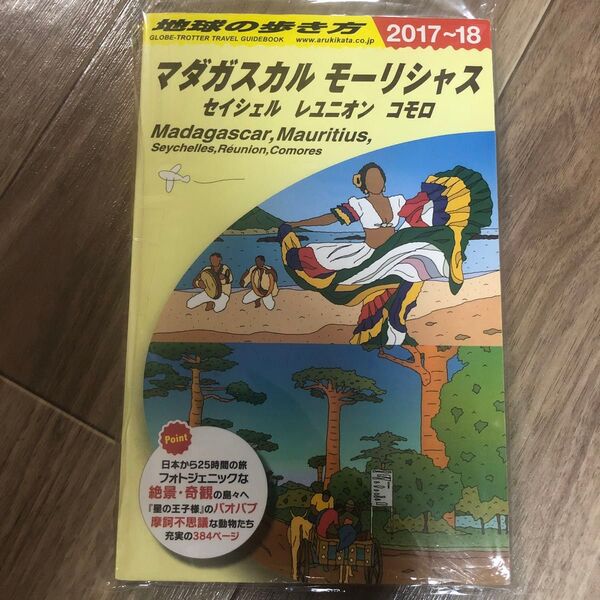 地球の歩き方
GLOBE-TROTTER TRAVEL GUIDEBOOK
www.arukikata.co.jp
2017~18
マダガスカル モーリシャス
セイシェル レユニオン コモロ
Madagascar, Mauritius,
Seychelles, Réunion, Comores
Point
日本から25時間の旅
フォトジェニックな
絶景・奇観の島々へ
『星の王子様』のバオバブ
摩訶不思議な動物たち
充実の384ページ